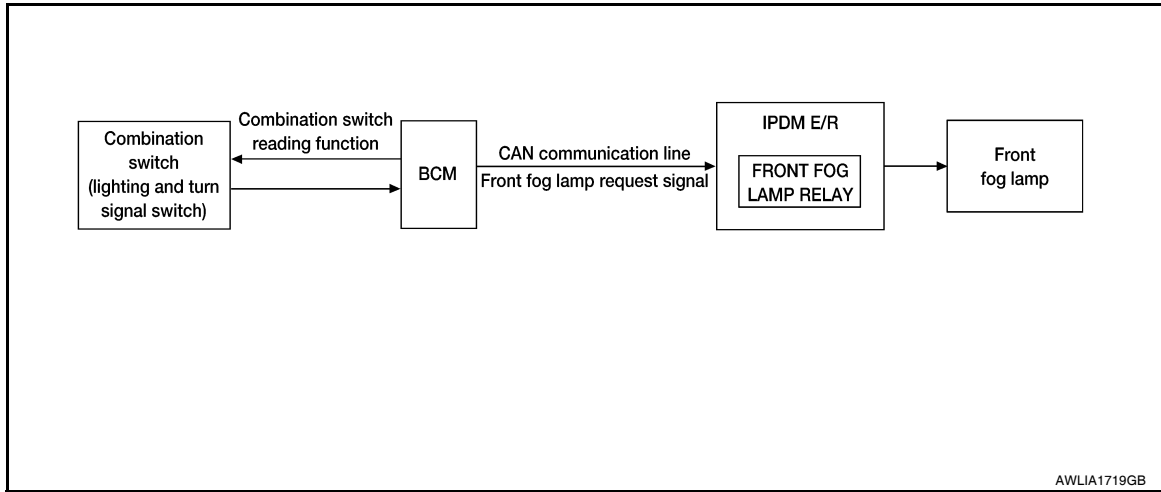 Combination
switch
(lighting and turn
signal switch)
Combination switch
reading function
BCM
CAN communication line
Front fog lamp request signal
IPDM E/R
FRONT FOG
LAMP RELAY
Front
fog lamp
AWLIA1719GB